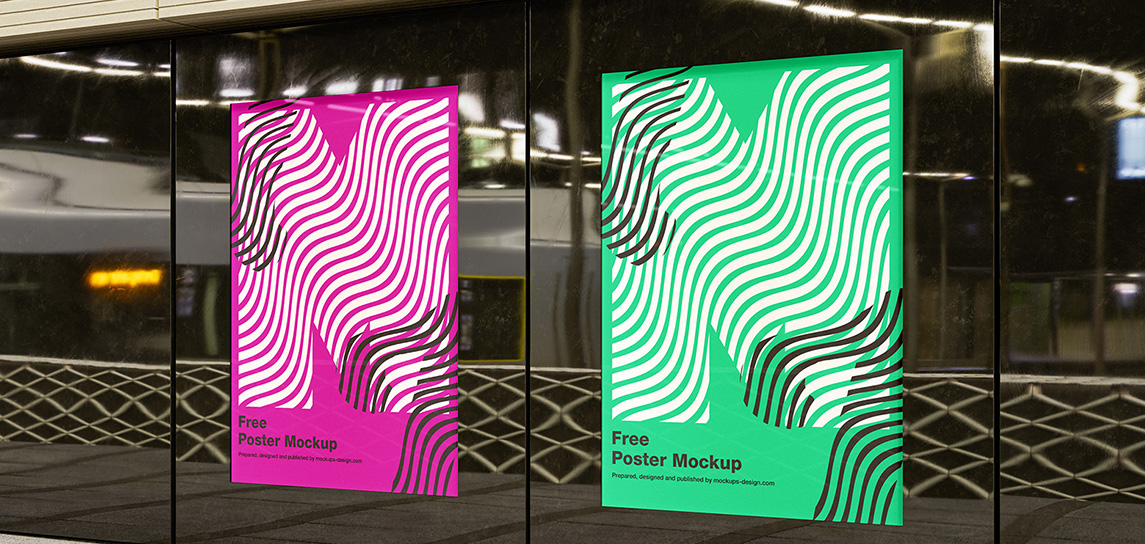 Free
Poster Mockup
Prepared, designed and published by mockups-design.com
Free
Poster Mockup
Prepared, designed and published by mockups-design.com